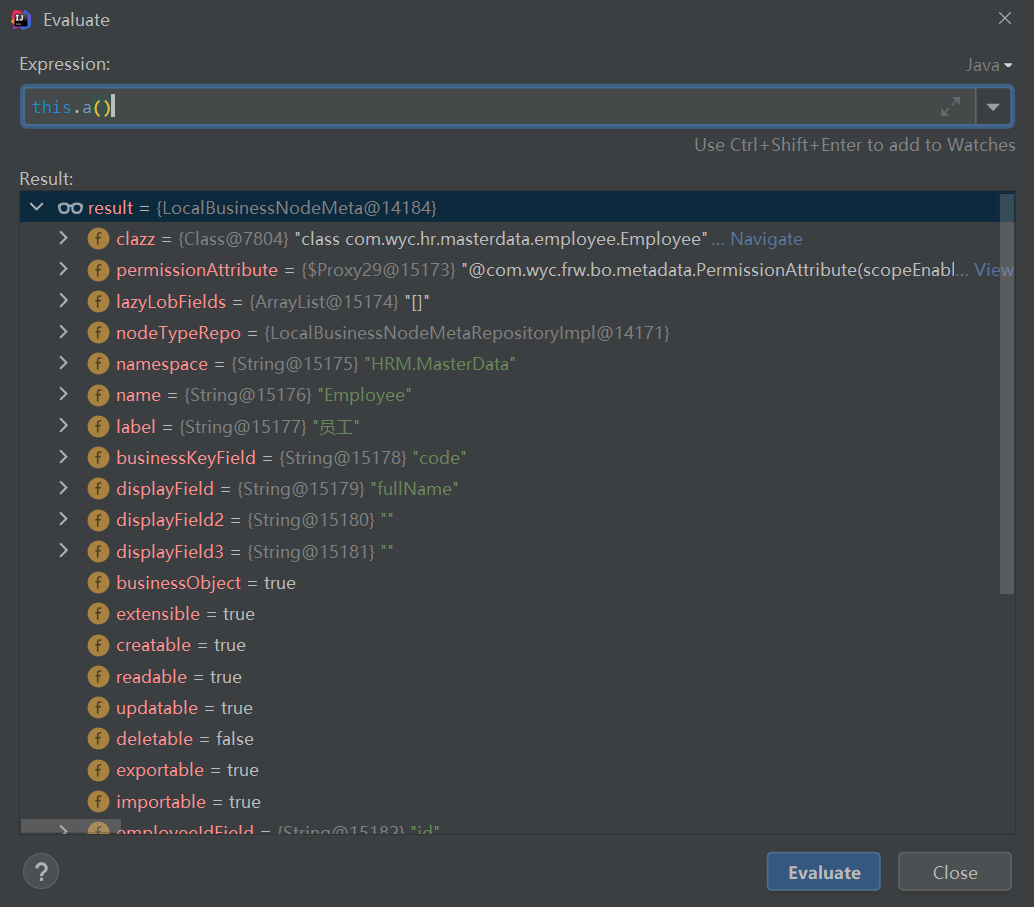 Evaluate
Expression:
Java
this.a()
Use Ctrl+Shift+Enter to add to Watches
Result:
result = {LocalBusinessNodeMeta@14184}
clazz = {Class@7804} "class com.wyc.hr.masterdata.employee.Employee" ... Navigate
permissionAttribute = {$Proxy29@15173} "@com.wyc.frw.bo.metadata.PermissionAttribute(scopeEnabl... View
lazyLobFields = {ArrayList@15174} "[]"
nodeTypeRepo = {LocalBusinessNodeMetaRepositoryImpl@14171}
namespace = {String@15175} "HRM.MasterData"
name = {String@15176} "Employee"
label = {String@15177} "员工"
businessKeyField = {String@15178} "code"
displayField = {String@15179} "fullName"
displayField2 = {String@15180} ""
displayField3 = {String@15181} ""
businessObject = true
extensible = true
creatable = true
readable = true
updatable = true
deletable = false
exportable = true
importable = true
employeeIdField = {String@15182} "id"
?
Evaluate
Close